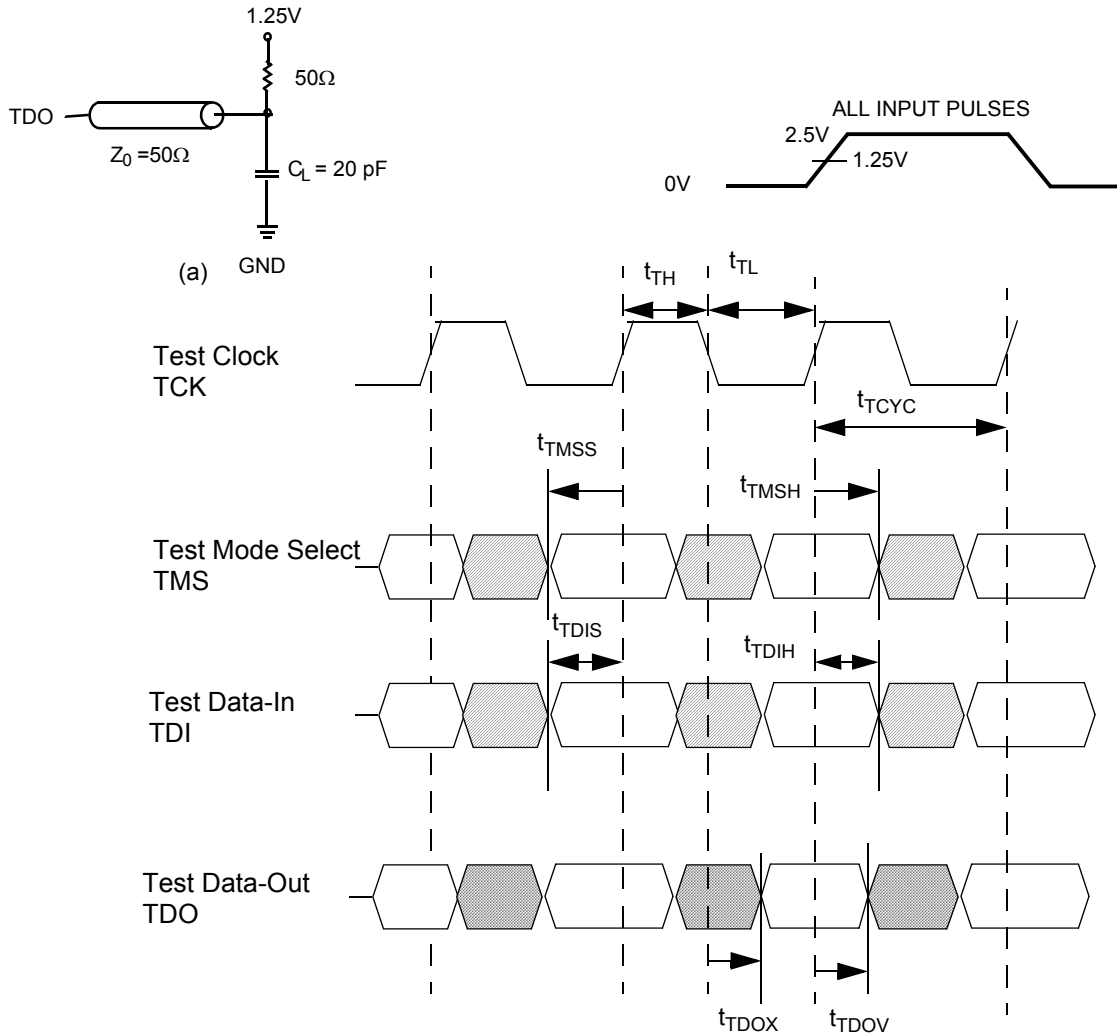 1.25V
50Ω
TDO
Z0 =50Ω
CL = 20 pF
(a)
GND
ALL INPUT PULSES
2.5V
1.25V
0V
tTH
tTL
Test Clock
TCK
tTCYC
tTMSS
tTMSH
Test Mode Select
TMS
tTDIS
tTDIH
Test Data-In
TDI
Test Data-Out
TDO
tTDOX
tTDOV